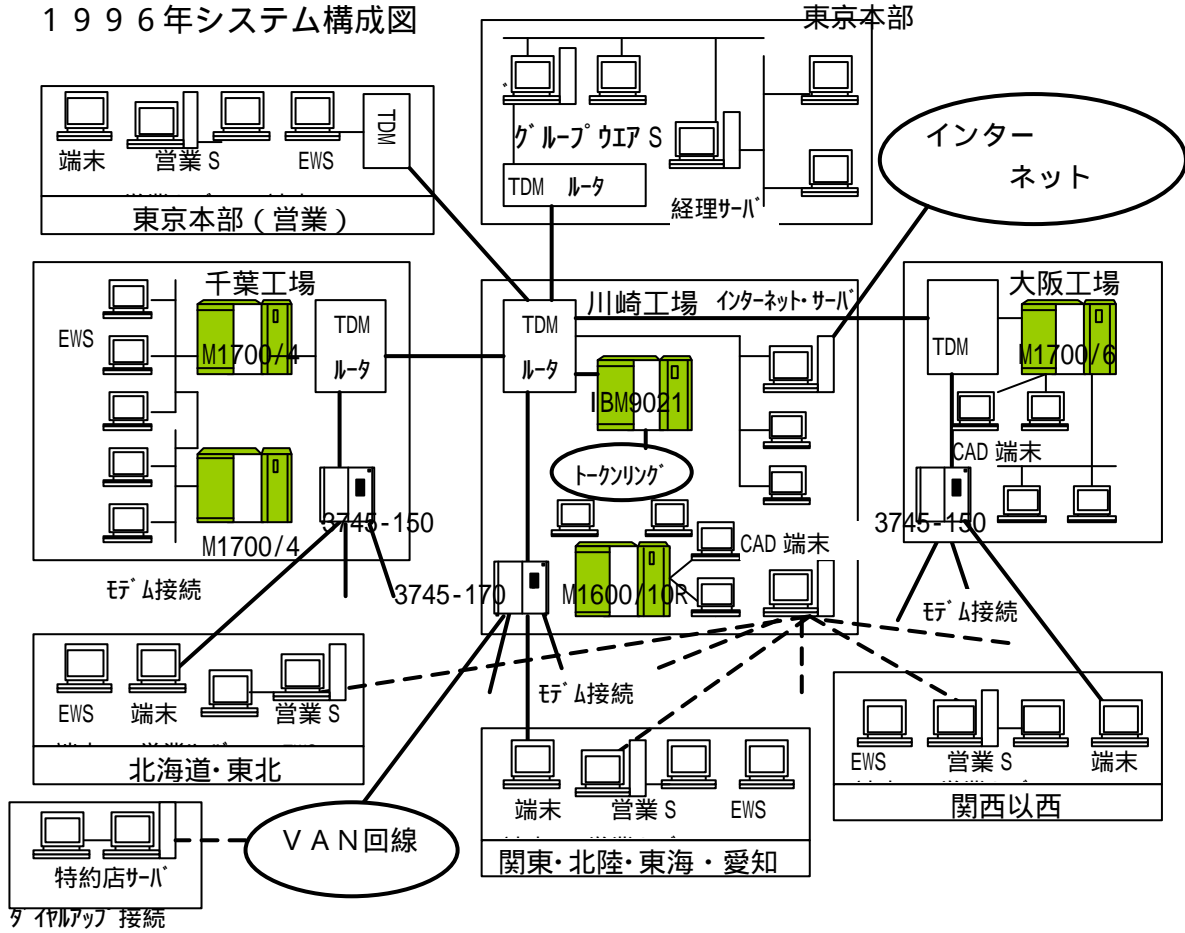 １９９６年システム構成図
東京本部
グループウエア S
TDM ルータ
経理サーバ
インター
ネット
端末 営業 S EWS
TDM
東京本部（営業）
千葉工場
EWS
M1700/4
TDM
ルータ
M1700/4
3745-150
モデム接続
川崎工場 インターネット・サーバ
TDM
ルータ
IBM9021
トークンリング
CAD 端末
M1600/10R
3745-170
モデム接続
大阪工場
TDM
M1700/6
CAD 端末
3745-150
モデム接続
EWS 端末 営業 S
北海道・東北
端末 営業 S EWS
関東・北陸・東海・愛知
EWS 営業 S 端末
関西以西
ＶＡＮ回線
特約店サーバ
ダイヤルアップ接続